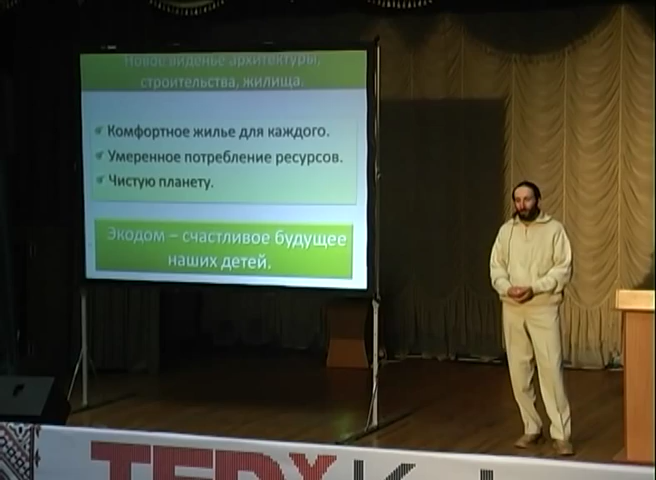 Новое виденье архитектуры,
строительства, жилища.
Комфортное жилье для каждого.
Умеренное потребление ресурсов.
Чистую планету.
Экодом – счастливое будущее
наших детей.
TEDx